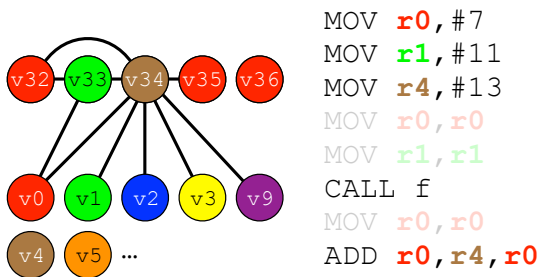 v32 v33 v34 v35 v36
v0 v1 v2 v3 v9
v4 v5 ...
MOV r0,#7
MOV r1,#11
MOV r4,#13
MOV r0,r0
MOV r1,r1
CALL f
MOV r0,r0
ADD r0,r4,r0